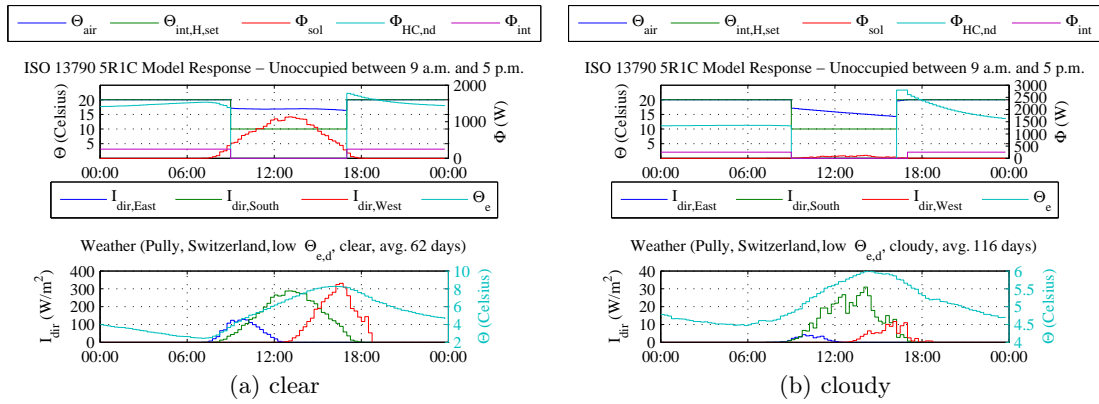 Θair Θint,H,set Φsol ΦHC,nd Φint
ISO 13790 5R1C Model Response – Unoccupied between 9 a.m. and 5 p.m.
Θ (Celsius)
20
15
10
5
2000
1000
0
Φ (W)
00:00 06:00 12:00 18:00 00:00
Idir,East Idir,South Idir,West Θe
Weather (Pully, Switzerland, low Θe,d, clear, avg. 62 days)
Idir (W/m²)
400
300
200
100
0
10
8
6
4
2
Θ (Celsius)
00:00 06:00 12:00 18:00 00:00
(a) clear
Θair Θint,H,set Φsol ΦHC,nd Φint
ISO 13790 5R1C Model Response – Unoccupied between 9 a.m. and 5 p.m.
Θ (Celsius)
20
15
10
5
3000
2500
2000
1500
1000
500
0
Φ (W)
00:00 06:00 12:00 18:00 00:00
Idir,East Idir,South Idir,West Θe
Weather (Pully, Switzerland, low Θe,d, cloudy, avg. 116 days)
Idir (W/m²)
40
30
20
10
0
6
5.5
5
4.5
4
Θ (Celsius)
00:00 06:00 12:00 18:00 00:00
(b) cloudy